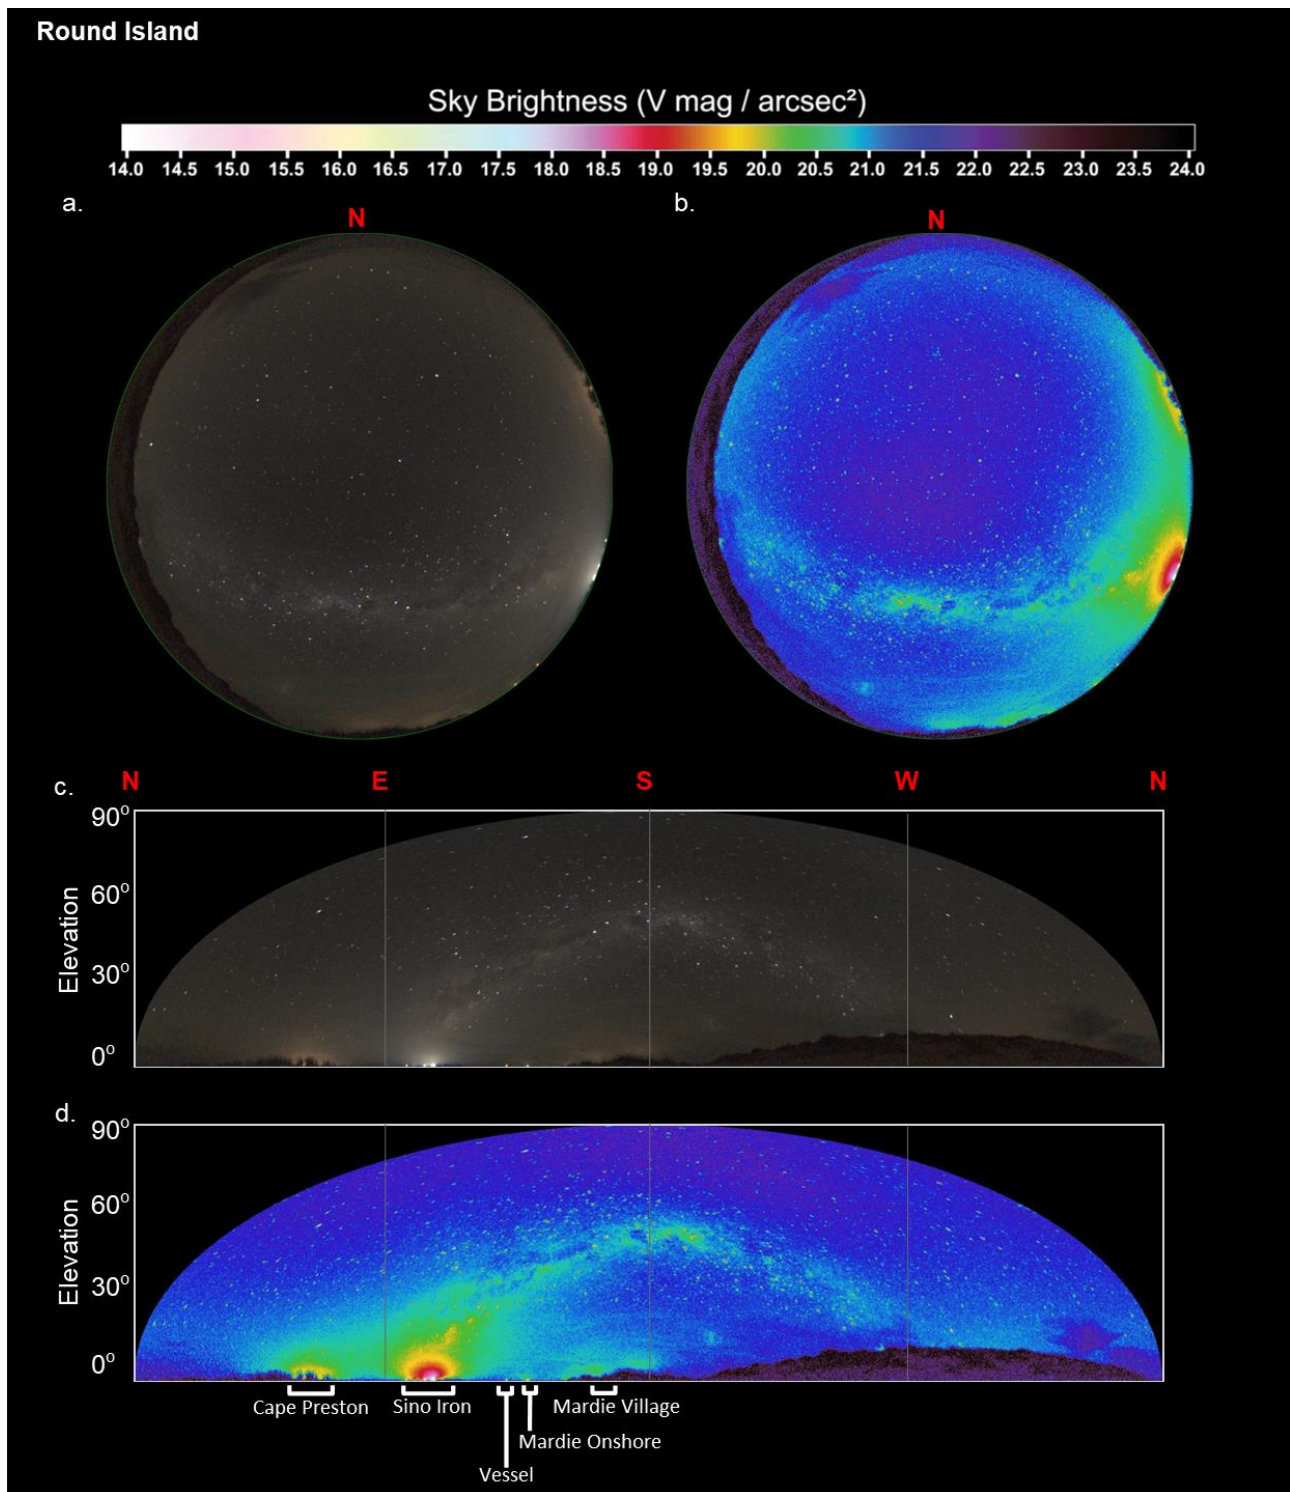 Round Island
Sky Brightness (V mag / arcsec²)
14.0 14.5 15.0 15.5 16.0 16.5 17.0 17.5 18.0 18.5 19.0 19.5 20.0 20.5 21.0 21.5 22.0 22.5 23.0 23.5 24.0
a.
b.
N
N
c.
N E S W N
90°
60°
30°
0°
Elevation
d.
90°
60°
30°
0°
Elevation
Cape Preston
Sino Iron
Mardie Village
Mardie Onshore
Vessel